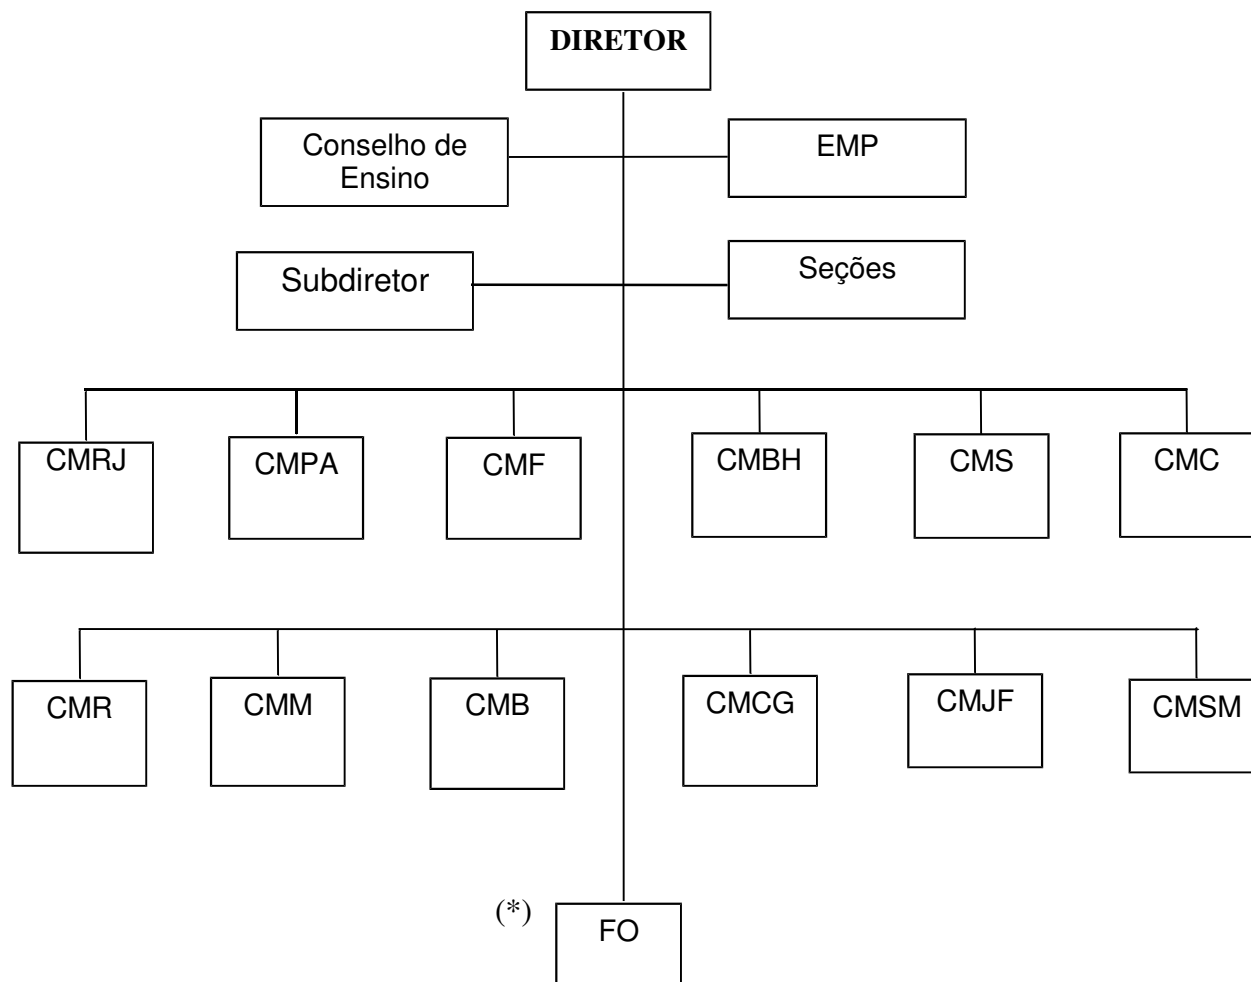 DIRETOR
Conselho de
Ensino
EMP
Subdiretor
Seções
CMRJ
CMPA
CMF
CMBH
CMS
CMC
CMR
CMM
CMB
CMCG
CMJF
CMSM
(*)
FO